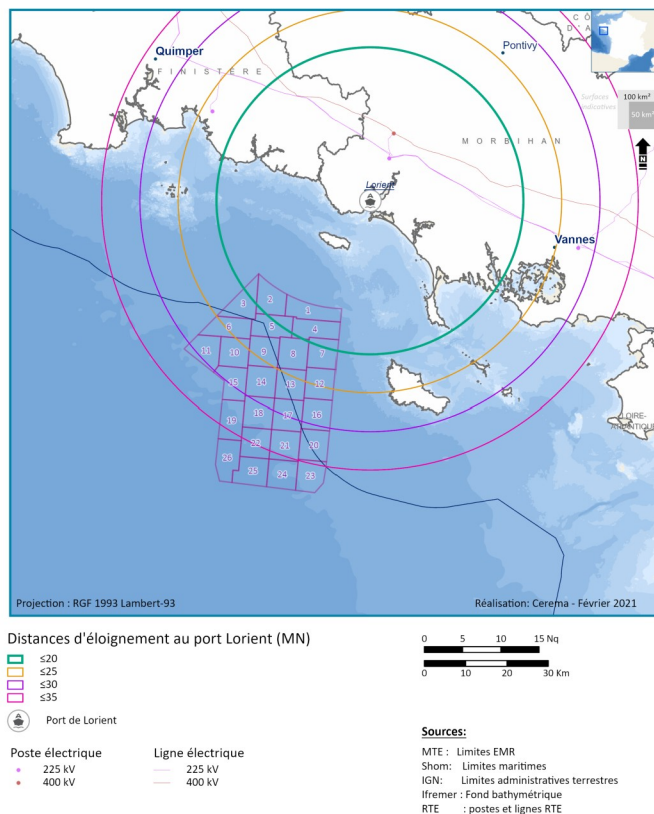 CÔ
D'A
Quimper
Pontivy
FINISTÈRE
Surfaces
indicatives
100 km²
50 km²
MORBIHAN
N
Lorient
Vannes
3
2
1
6
5
4
11
10
9
8
7
15
14
13
12
19
18
17
16
LOIRE-
ATLANTIQUE
26
22
21
20
25
24
23
Projection : RGF 1993 Lambert-93
Réalisation: Cerema - Février 2021
Distances d'éloignement au port Lorient (MN)
≤20
≤25
≤30
≤35
Port de Lorient
Poste électrique
225 kV
400 kV
Ligne électrique
225 kV
400 kV
0 5 10 15 Nq
0 10 20 30 Km
Sources:
MTE : Limites EMR
Shom: Limites maritimes
IGN: Limites administratives terrestres
Ifremer : Fond bathymétrique
RTE : postes et lignes RTE